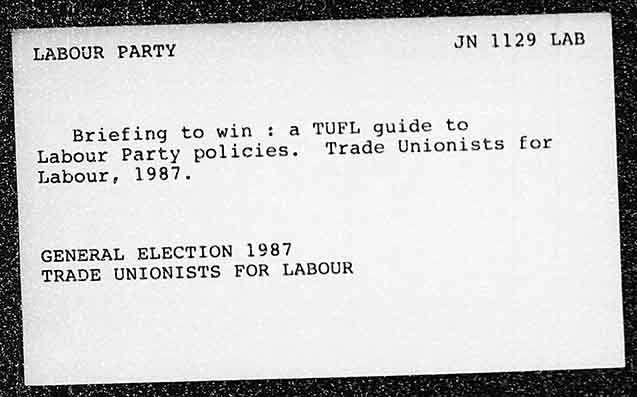 LABOUR PARTY JN 1129 LAB
Briefing to win : a TUFL guide to
Labour Party policies. Trade Unionists for
Labour, 1987.
GENERAL ELECTION 1987
TRADE UNIONISTS FOR LABOUR